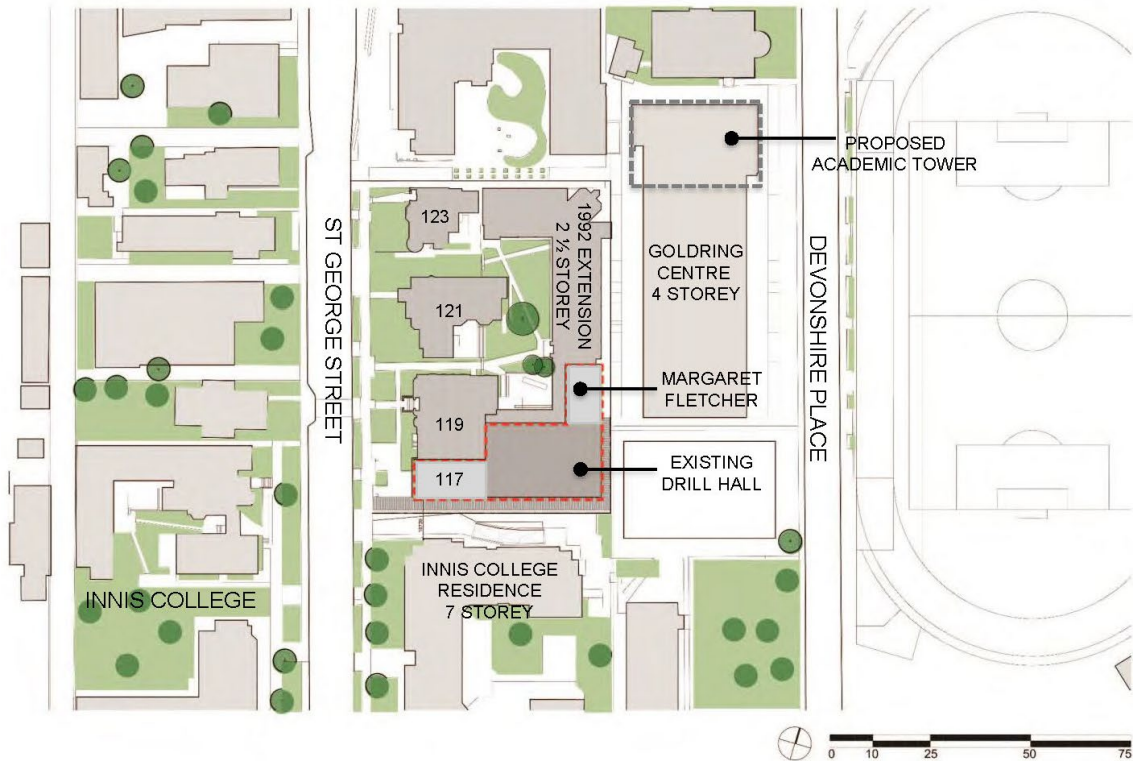 PROPOSED
ACADEMIC TOWER
123
1992 EXTENSION
2 ½ STOREY
GOLDRING
CENTRE
4 STOREY
ST GEORGE STREET
DEVONSHIRE PLACE
121
MARGARET
FLETCHER
119
117
EXISTING
DRILL HALL
INNIS COLLEGE
RESIDENCE
7 STOREY
INNIS COLLEGE
0 10 25 50 75